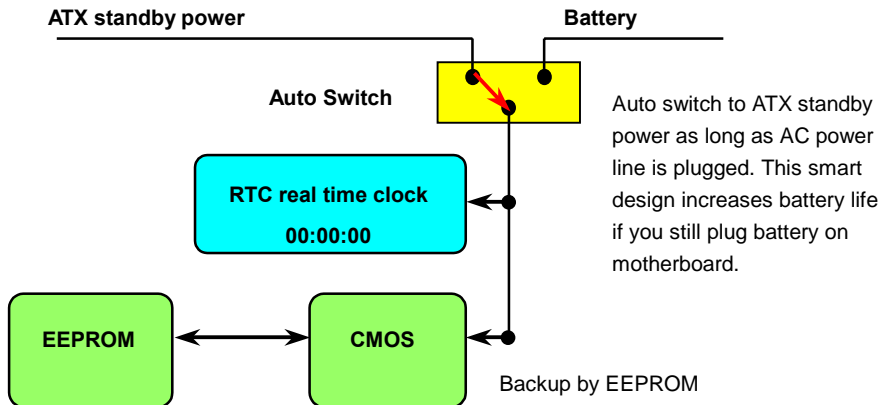 ATX standby power
Battery
Auto Switch
Auto switch to ATX standby
power as long as AC power
line is plugged. This smart
design increases battery life
if you still plug battery on
motherboard.
RTC real time clock
00:00:00
EEPROM
CMOS
Backup by EEPROM